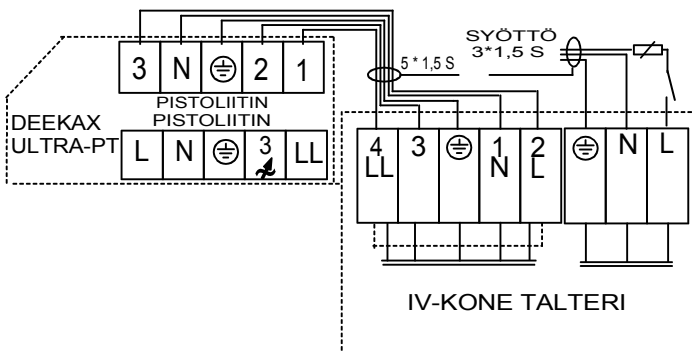 3 N 2 1
PISTOLIITIN
PISTOLIITIN
DEEKAX
ULTRA-PT
L N 3 LL
5 * 1,5 S
SYÖTTÖ
3*1,5 S
4 3 1 2 N L
LL N L
IV-KONE TALTERI